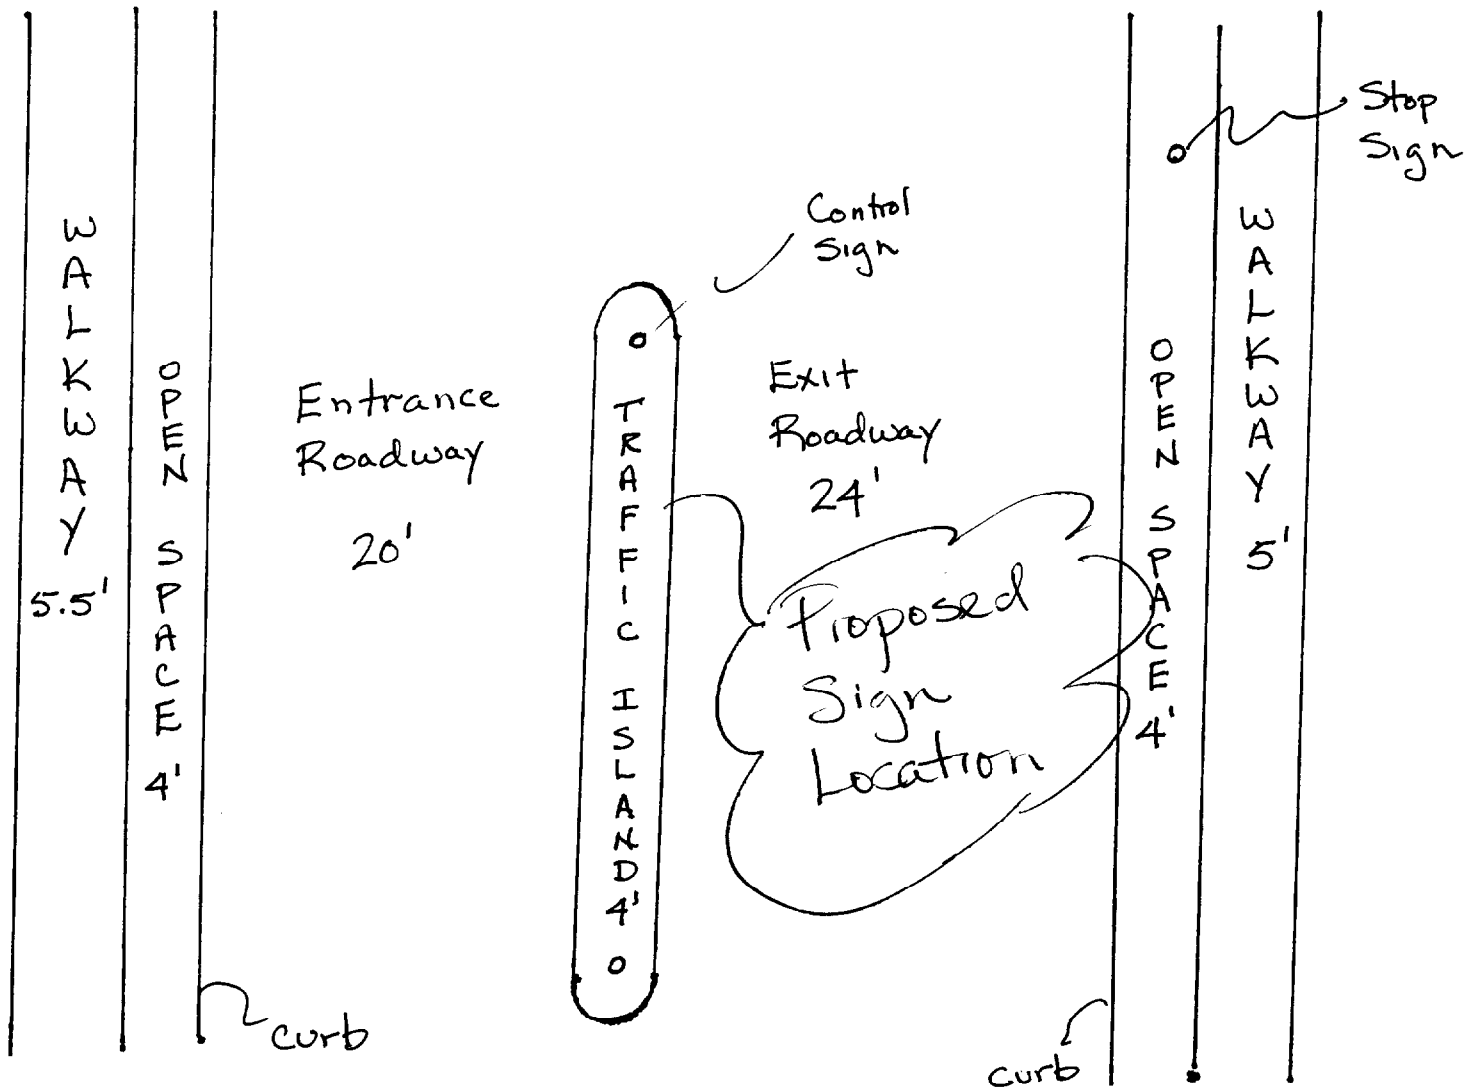 WALKWAY
5.5'
OPEN SPACE
4'
Entrance
Roadway
20'
curb
Control
Sign
TRAFFIC ISLAND
4'
Exit
Roadway
24'
Proposed
Sign
Location
OPEN SPACE
4'
curb
WALKWAY
5'
Stop
Sign